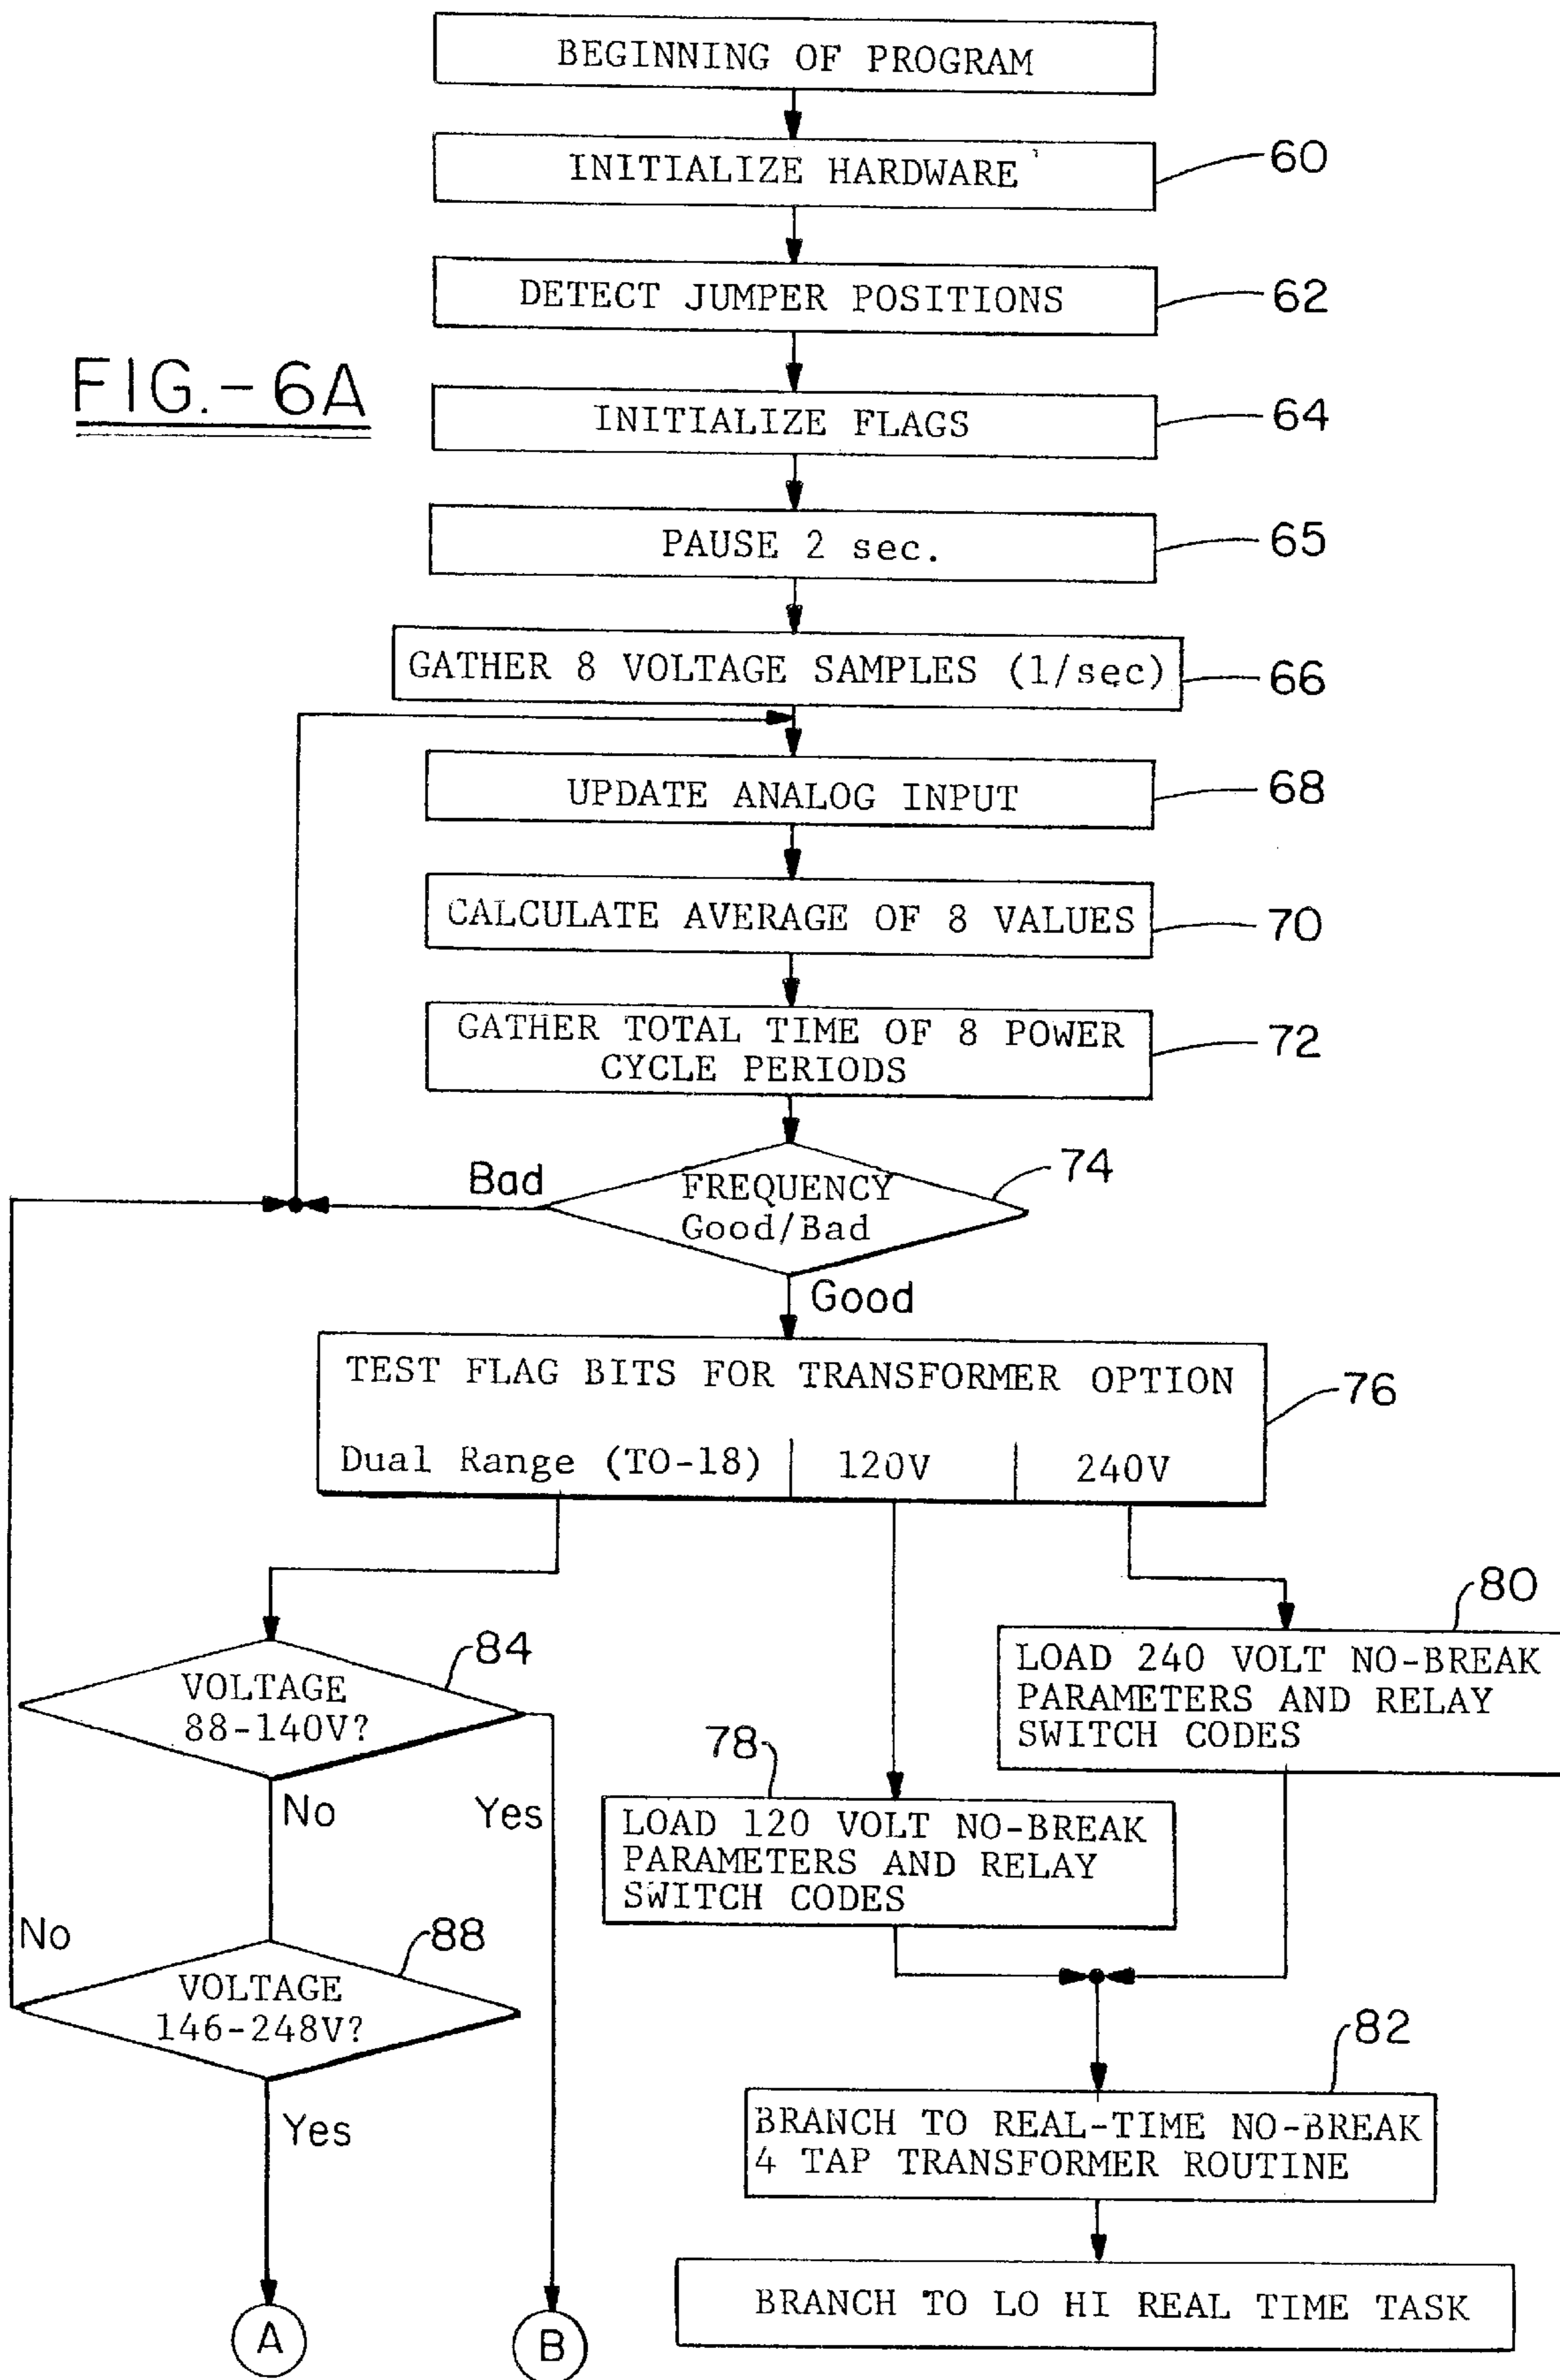 BEGINNING OF PROGRAM
INITIALIZE HARDWARE
60
DETECT JUMPER POSITIONS
62
FIG.-6A
INITIALIZE FLAGS
64
PAUSE 2 sec.
65
GATHER 8 VOLTAGE SAMPLES (1/sec)
66
UPDATE ANALOG INPUT
68
CALCULATE AVERAGE OF 8 VALUES
70
GATHER TOTAL TIME OF 8 POWER
CYCLE PERIODS
72
Bad
FREQUENCY
Good/Bad
74
Good
TEST FLAG BITS FOR TRANSFORMER OPTION
76
Dual Range (TO-18) 120V 240V
84
VOLTAGE
88-140V?
80
LOAD 240 VOLT NO-BREAK
PARAMETERS AND RELAY
SWITCH CODES
78
No
Yes
LOAD 120 VOLT NO-BREAK
PARAMETERS AND RELAY
SWITCH CODES
No
88
VOLTAGE
146-248V?
82
Yes
BRANCH TO REAL-TIME NO-BREAK
4 TAP TRANSFORMER ROUTINE
BRANCH TO LO HI REAL TIME TASK
A
B